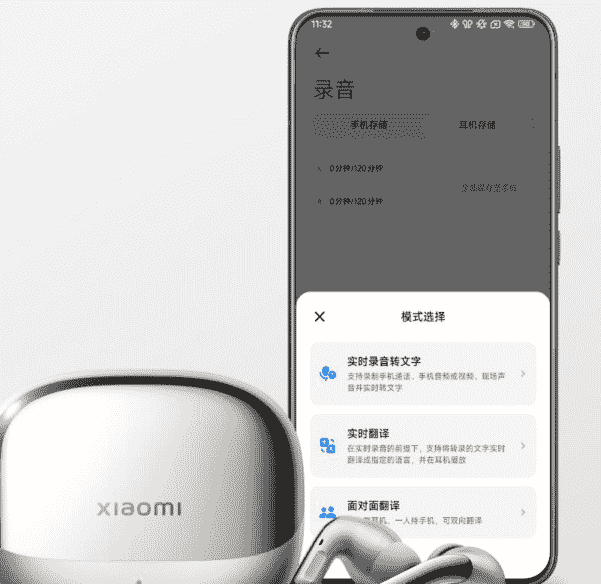 11:32
录音
手机存储
耳机存储
0分钟/120分钟
0分钟/120分钟
模式选择
实时录音转文字
支持录制手机通话、手机音频或视频、现场声
音并实时转文字
实时翻译
在实时录音的前提下，支持将转录的文字实时
翻译成指定的语言，并在耳机播放
面对面翻译
耳机、一人持手机，可双向翻译
xiaomi